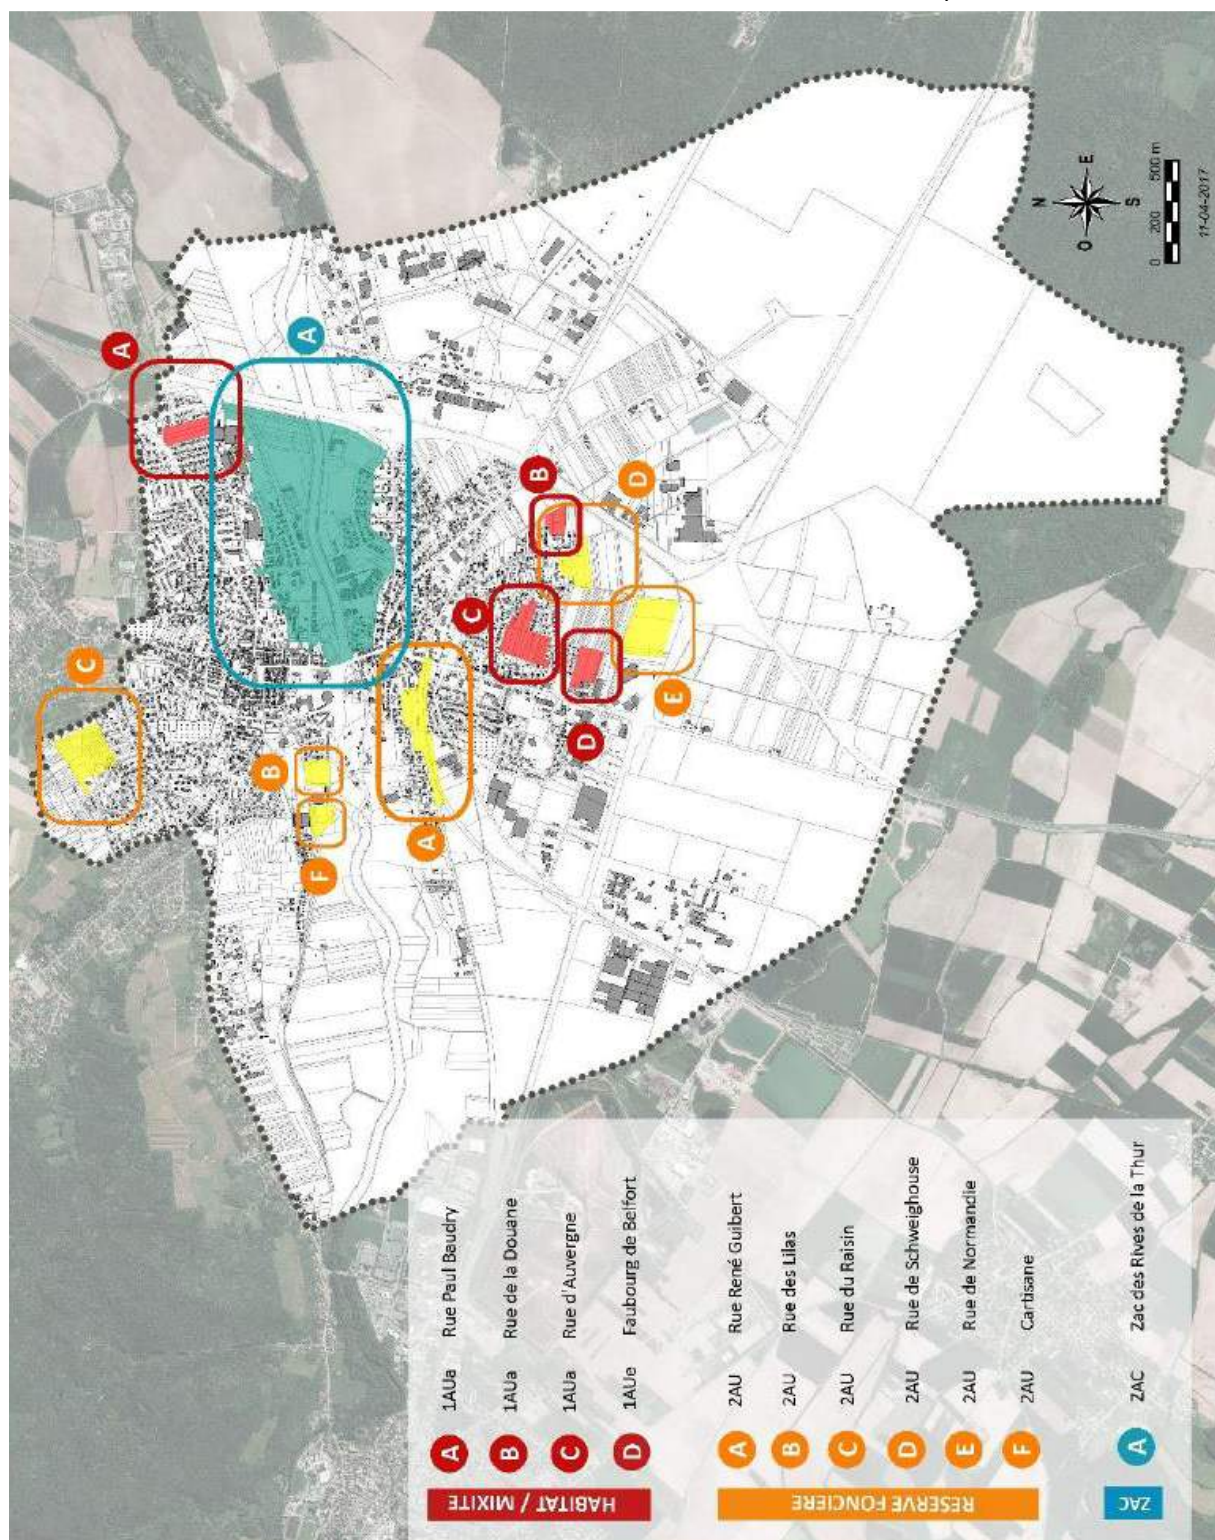 C
A
B
A
F
A
C
B
D
D
E
HABITAT / MIXITE
A 1AUa Rue Paul Baudry
B 1AUa Rue de la Douane
C 1AUa Rue d'Auvergne
D 1AUe Faubourg de Belfort
RESERVE FONCIERE
A 2AU Rue René Guibert
B 2AU Rue des Lilas
C 2AU Rue du Raisin
D 2AU Rue de Schweighouse
E 2AU Rue de Normandie
F 2AU Cartisane
ZAC
A ZAC Zac des Rives de la Thur
N
O E
S
0 200 500 m
11-04-2017